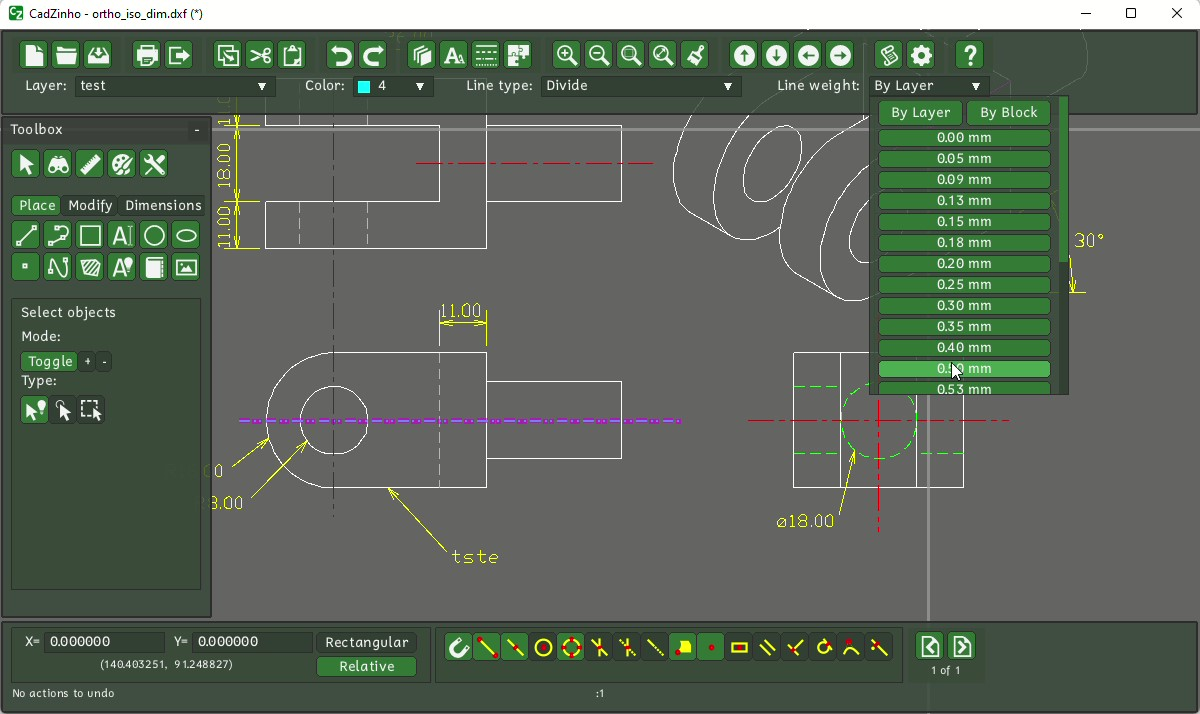 CadZinho - ortho_iso_dim.dxf (*)
Layer: test Color: 4 Line type: Divide Line weight: By Layer
Toolbox -
Place Modify Dimensions
Select objects
Mode:
Toggle + -
Type:
By Layer By Block
0.00 mm
0.05 mm
0.09 mm
0.13 mm
0.15 mm
0.18 mm
0.20 mm
0.25 mm
0.30 mm
0.35 mm
0.40 mm
0.50 mm
0.53 mm
18.00
11.00
30°
11.00
ø18.00
tste
X= 0.000000 Y= 0.000000 Rectangular
(140.403251, 91.248827) Relative
1 of 1
No actions to undo :1